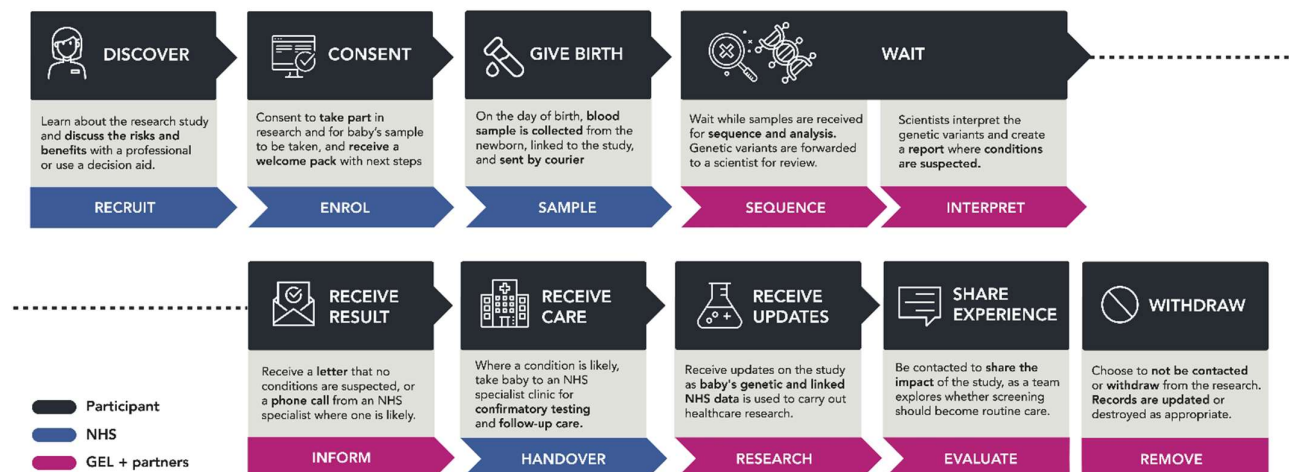 DISCOVER
Learn about the research study
and discuss the risks and
benefits with a professional
or use a decision aid.
RECRUIT
CONSENT
Consent to take part in
research and for baby's sample
to be taken, and receive a
welcome pack with next steps
ENROL
GIVE BIRTH
On the day of birth, blood
sample is collected from the
newborn, linked to the study,
and sent by courier
SAMPLE
WAIT
Wait while samples are received
for sequence and analysis.
Genetic variants are forwarded
to a scientist for review.
SEQUENCE
Scientists interpret the
genetic variants and create
a report where conditions
are suspected.
INTERPRET
RECEIVE
RESULT
Receive a letter that no
conditions are suspected, or
a phone call from an NHS
specialist where one is likely.
INFORM
RECEIVE
CARE
Where a condition is likely,
take baby to an NHS
specialist clinic for
confirmatory testing
and follow-up care.
HANDOVER
RECEIVE
UPDATES
Receive updates on the study
as baby's genetic and linked
NHS data is used to carry out
healthcare research.
RESEARCH
SHARE
EXPERIENCE
Be contacted to share the
impact of the study, as a team
explores whether screening
should become routine care.
EVALUATE
WITHDRAW
Choose to not be contacted
or withdraw from the research.
Records are updated or
destroyed as appropriate.
REMOVE
Participant
NHS
GEL + partners